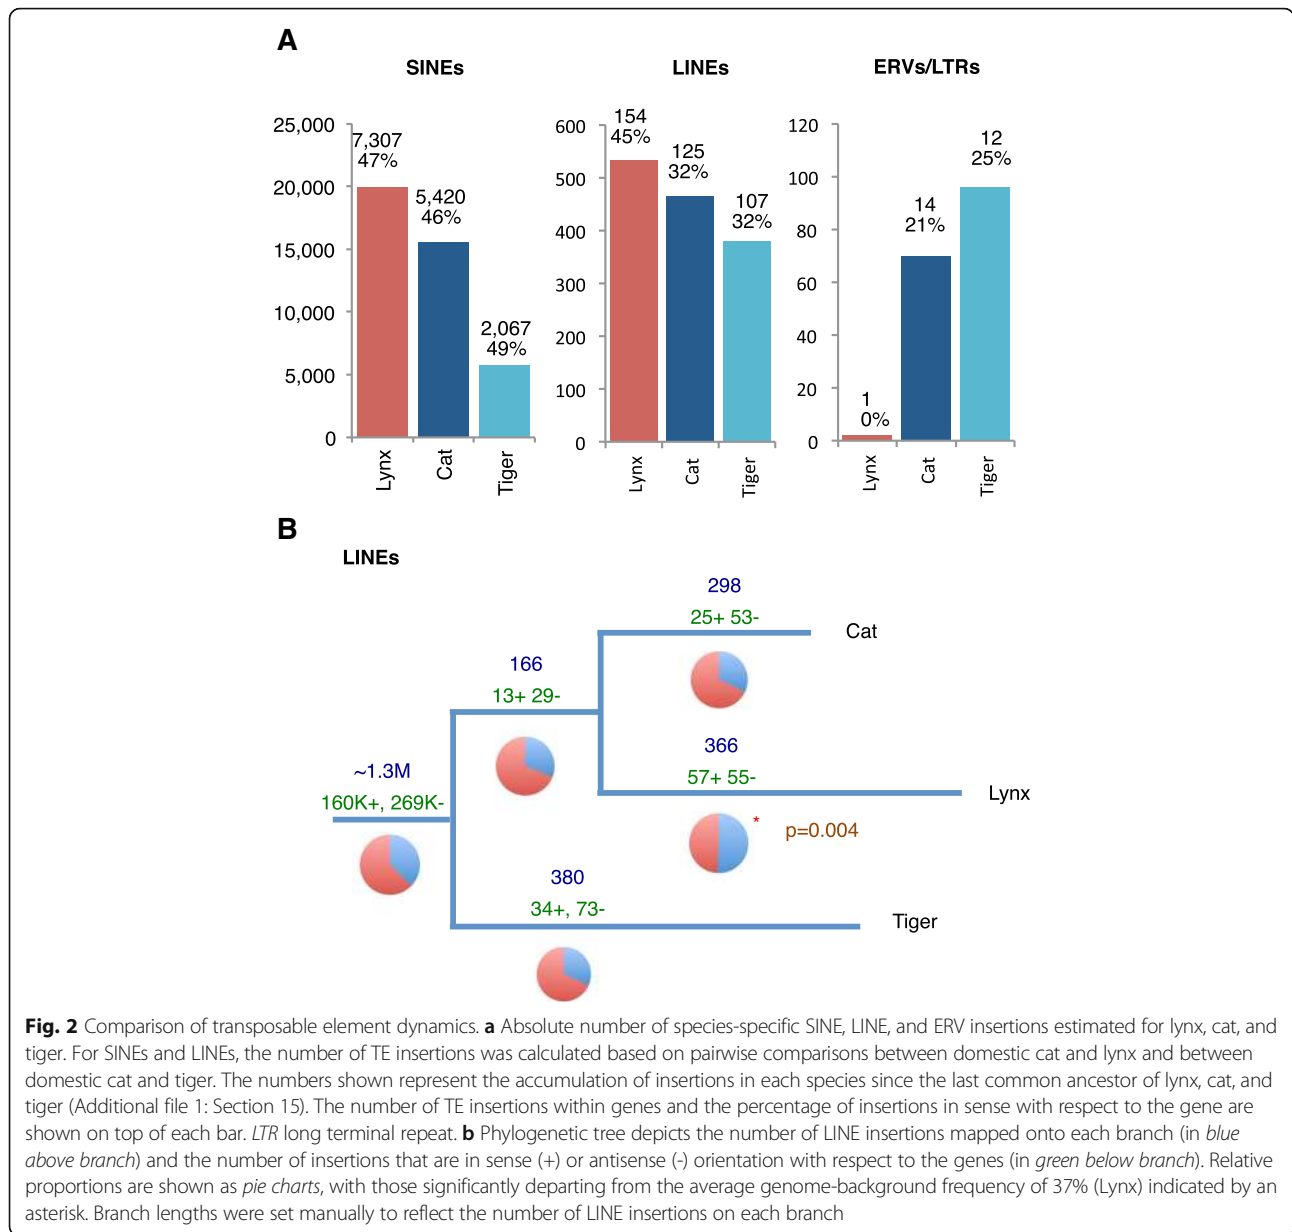 A
SINEs
LINEs
ERVs/LTRs
25,000
20,000
15,000
10,000
5,000
0
7,307
47%
5,420
46%
2,067
49%
Lynx
Cat
Tiger
600
500
400
300
200
100
0
154
45%
125
32%
107
32%
Lynx
Cat
Tiger
120
100
80
60
40
20
0
1
0%
14
21%
12
25%
Lynx
Cat
Tiger
B
LINEs
298
25+ 53-
Cat
166
13+ 29-
366
57+ 55-
Lynx
*
p=0.004
~1.3M
160K+, 269K-
380
34+, 73-
Tiger
Fig. 2 Comparison of transposable element dynamics. a Absolute number of species-specific SINE, LINE, and ERV insertions estimated for lynx, cat, and
tiger. For SINEs and LINEs, the number of TE insertions was calculated based on pairwise comparisons between domestic cat and lynx and between
domestic cat and tiger. The numbers shown represent the accumulation of insertions in each species since the last common ancestor of lynx, cat, and
tiger (Additional file 1: Section 15). The number of TE insertions within genes and the percentage of insertions in sense with respect to the gene are
shown on top of each bar. LTR long terminal repeat. b Phylogenetic tree depicts the number of LINE insertions mapped onto each branch (in blue
above branch) and the number of insertions that are in sense (+) or antisense (-) orientation with respect to the genes (in green below branch). Relative
proportions are shown as pie charts, with those significantly departing from the average genome-background frequency of 37% (Lynx) indicated by an
asterisk. Branch lengths were set manually to reflect the number of LINE insertions on each branch